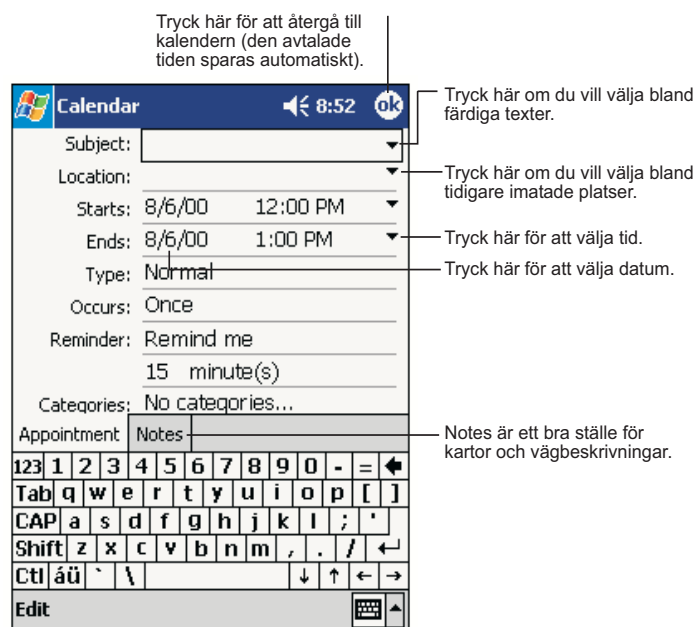 Tryck här för att återgå till
kalendern (den avtalade
tiden sparas automatiskt).
Calendar 8:52 ok
Tryck här om du vill välja bland
färdiga texter.
Subject:
Location:
Tryck här om du vill välja bland
tidigare imatade platser.
Starts: 8/6/00 12:00 PM
Ends: 8/6/00 1:00 PM
Tryck här för att välja tid.
Type: Normal
Tryck här för att välja datum.
Occurs: Once
Reminder: Remind me
15 minute(s)
Categories: No categories...
Appointment Notes
Notes är ett bra ställe för
kartor och vägbeskrivningar.
123 1 2 3 4 5 6 7 8 9 0 - = ←
Tab q w e r t y u i o p [ ]
CAP a s d f g h j k l ; '
Shift z x c v b n m , . / ↵
Ctl áü ` \ ↓ ↑ ← →
Edit